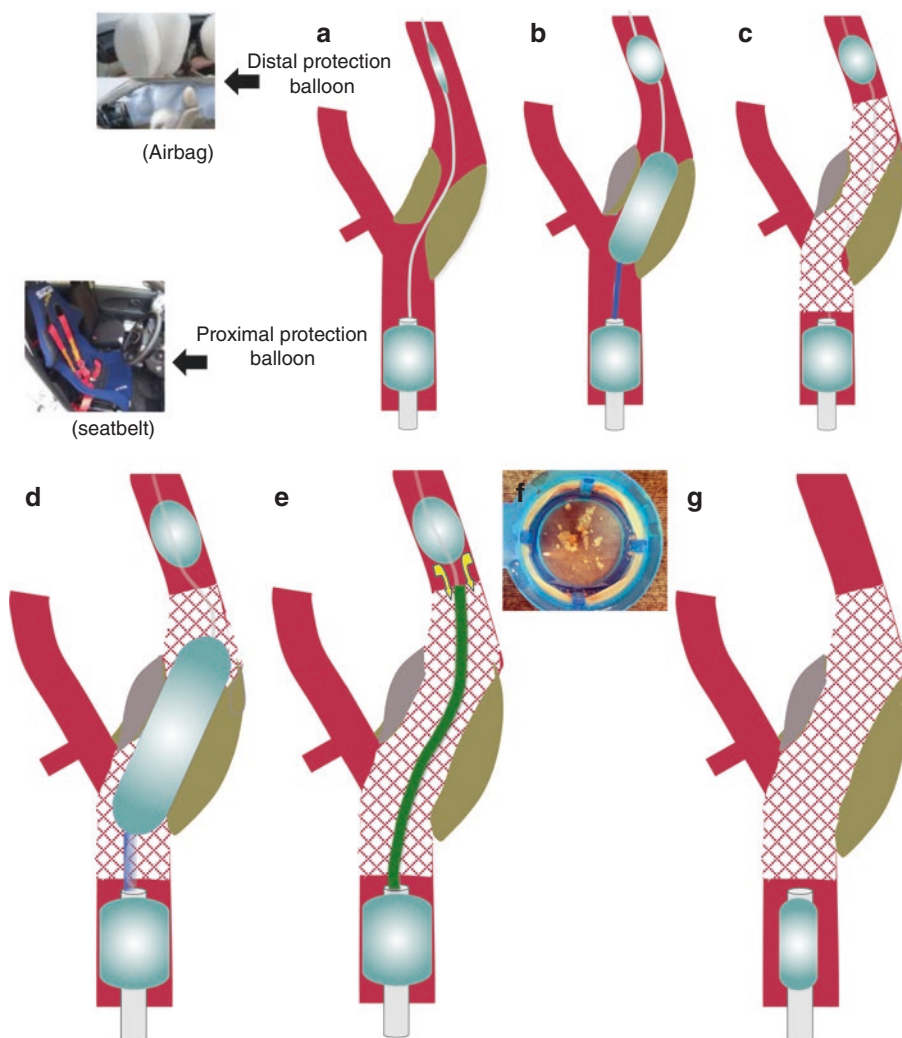 a
b
c
Distal protection
balloon
(Airbag)
Proximal protection
balloon
(seatbelt)
d
e
f
g